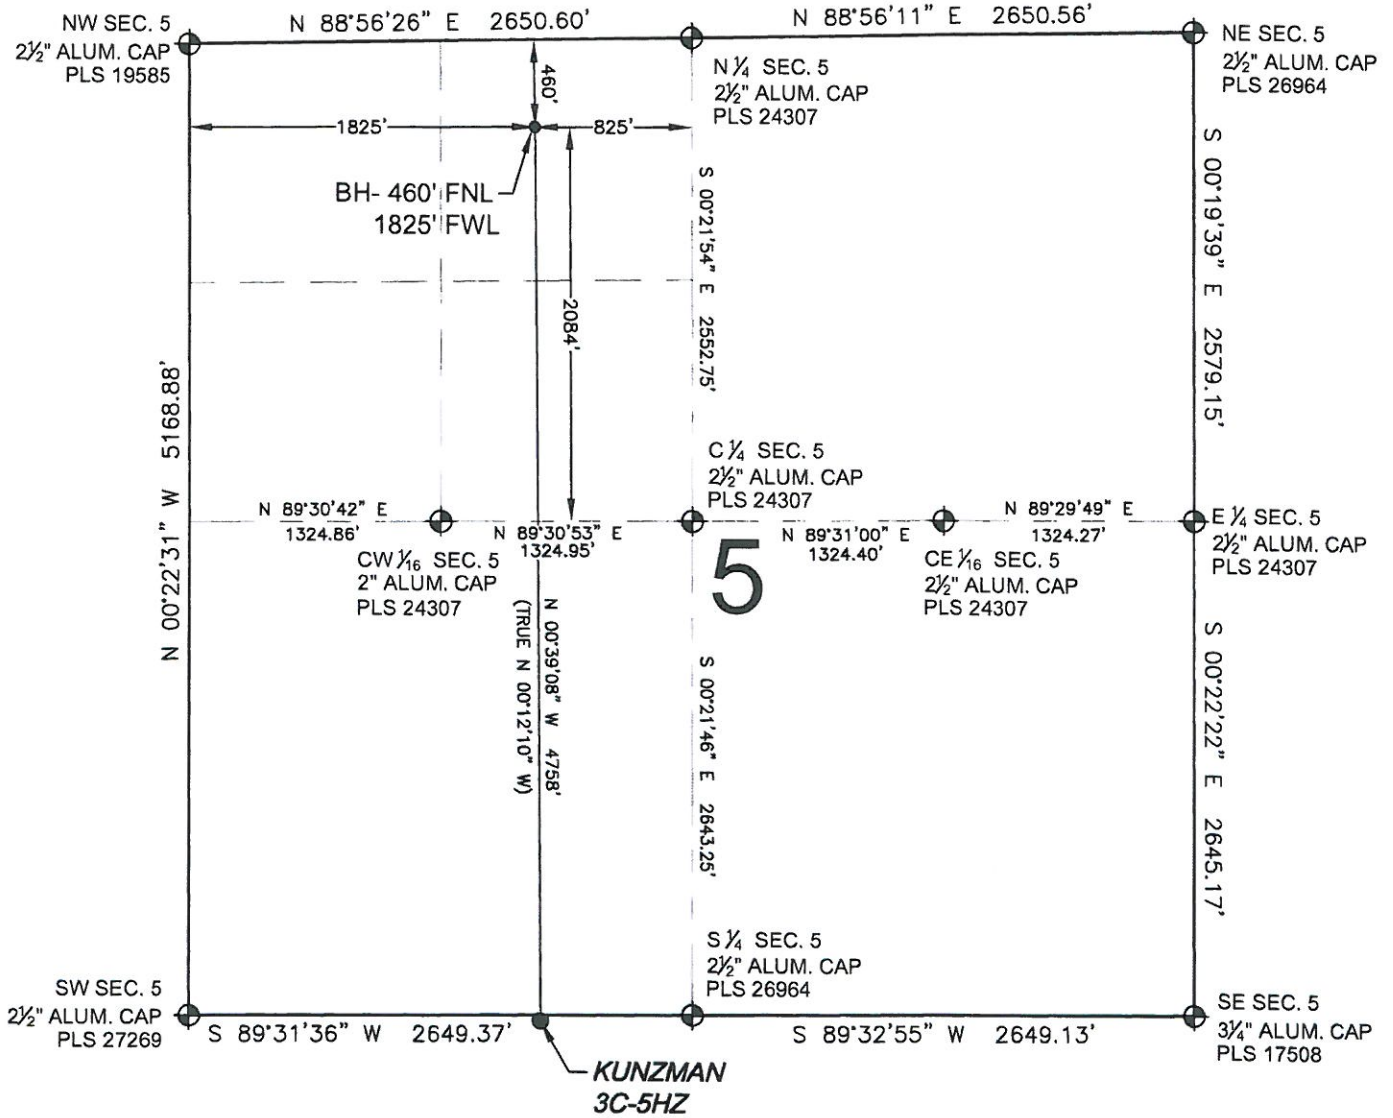 NW SEC. 5
2½" ALUM. CAP
PLS 19585
N 88°56'26" E 2650.60'
N 88°56'11" E 2650.56'
NE SEC. 5
2½" ALUM. CAP
PLS 26964
N ¼ SEC. 5
2½" ALUM. CAP
PLS 24307
460'
1825'
825'
BH- 460' FNL
1825' FWL
S 00°21'54" E 2552.75'
S 00°19'39" E 2579.15'
2084'
N 00°22'31" W 5168.88'
C ¼ SEC. 5
2½" ALUM. CAP
PLS 24307
N 89°30'42" E
1324.86'
N 89°30'53" E
1324.95'
N 89°31'00" E
1324.40'
N 89°29'49" E
1324.27'
E ¼ SEC. 5
2½" ALUM. CAP
PLS 24307
CW 1⁄16 SEC. 5
2" ALUM. CAP
PLS 24307
5
CE 1⁄16 SEC. 5
2½" ALUM. CAP
PLS 24307
N 00°39'08" W 4758'
(TRUE N 00°12'10" W)
S 00°21'46" E 2643.25'
S 00°22'22" E 2645.17'
S ¼ SEC. 5
2½" ALUM. CAP
PLS 26964
SW SEC. 5
2½" ALUM. CAP
PLS 27269
S 89°31'36" W 2649.37'
S 89°32'55" W 2649.13'
SE SEC. 5
3¼" ALUM. CAP
PLS 17508
KUNZMAN
3C-5HZ